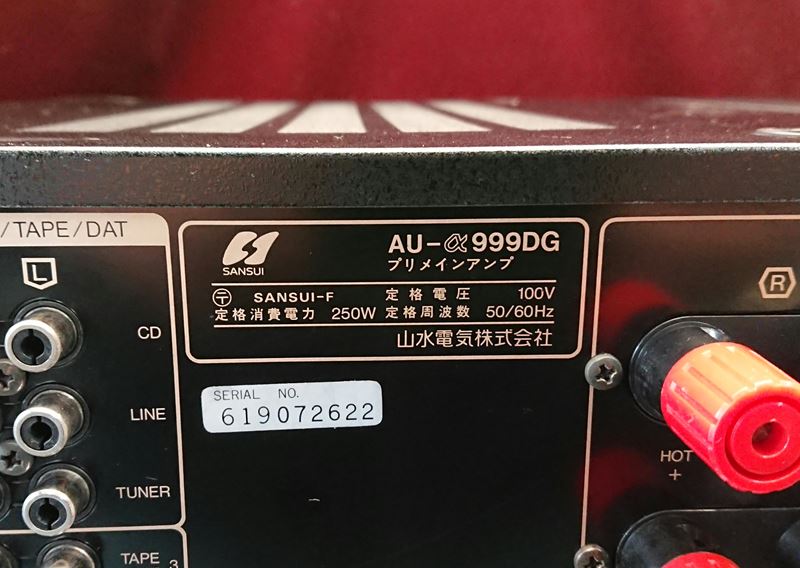 /TAPE/DAT
L
CD
LINE
TUNER
TAPE
3
SANSUI
AU-α999DG
プリメインアンプ
〒 SANSUI-F 定格電圧 100V
定格消費電力 250W 定格周波数 50/60Hz
山水電気株式会社
SERIAL NO.
619072622
R
HOT
+